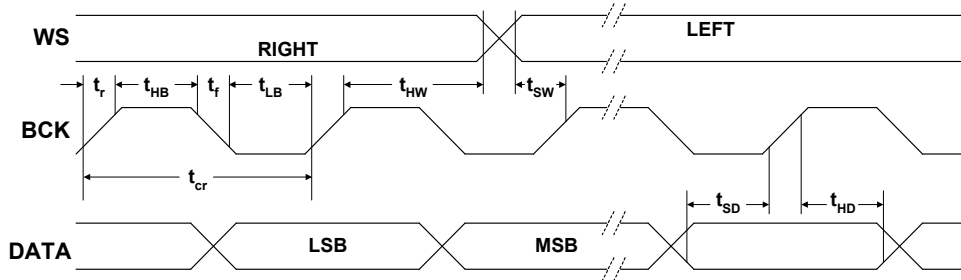 WS
RIGHT
LEFT
t_r t_HB t_f t_LB t_HW t_SW
BCK
t_cr
t_SD t_HD
DATA
LSB
MSB